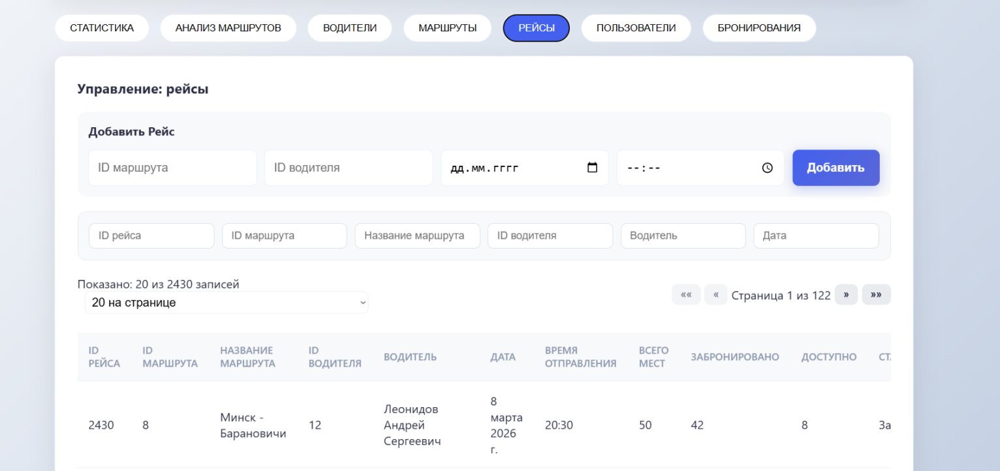 СТАТИСТИКА АНАЛИЗ МАРШРУТОВ ВОДИТЕЛИ МАРШРУТЫ РЕЙСЫ ПОЛЬЗОВАТЕЛИ БРОНИРОВАНИЯ
Управление: рейсы
Добавить Рейс
ID маршрута ID водителя дд.мм.гггг --:-- Добавить
ID рейса ID маршрута Название маршрута ID водителя Водитель Дата
Показано: 20 из 2430 записей
20 на странице
«« « Страница 1 из 122 » »»
ID РЕЙСА ID МАРШРУТА НАЗВАНИЕ МАРШРУТА ID ВОДИТЕЛЯ ВОДИТЕЛЬ ДАТА ВРЕМЯ ОТПРАВЛЕНИЯ ВСЕГО МЕСТ ЗАБРОНИРОВАНО ДОСТУПНО
2430 8 Минск - Барановичи 12 Леонидов Андрей Сергеевич 8 марта 2026 г. 20:30 50 42 8 За